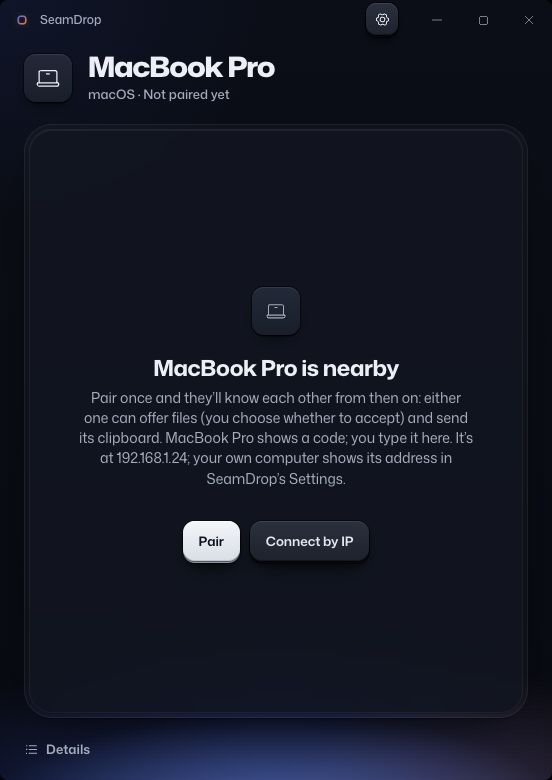 SeamDrop
MacBook Pro
macOS · Not paired yet
MacBook Pro is nearby
Pair once and they’ll know each other from then on: either
one can offer files (you choose whether to accept) and send
its clipboard. MacBook Pro shows a code; you type it here. It’s
at 192.168.1.24; your own computer shows its address in
SeamDrop’s Settings.
Pair
Connect by IP
Details